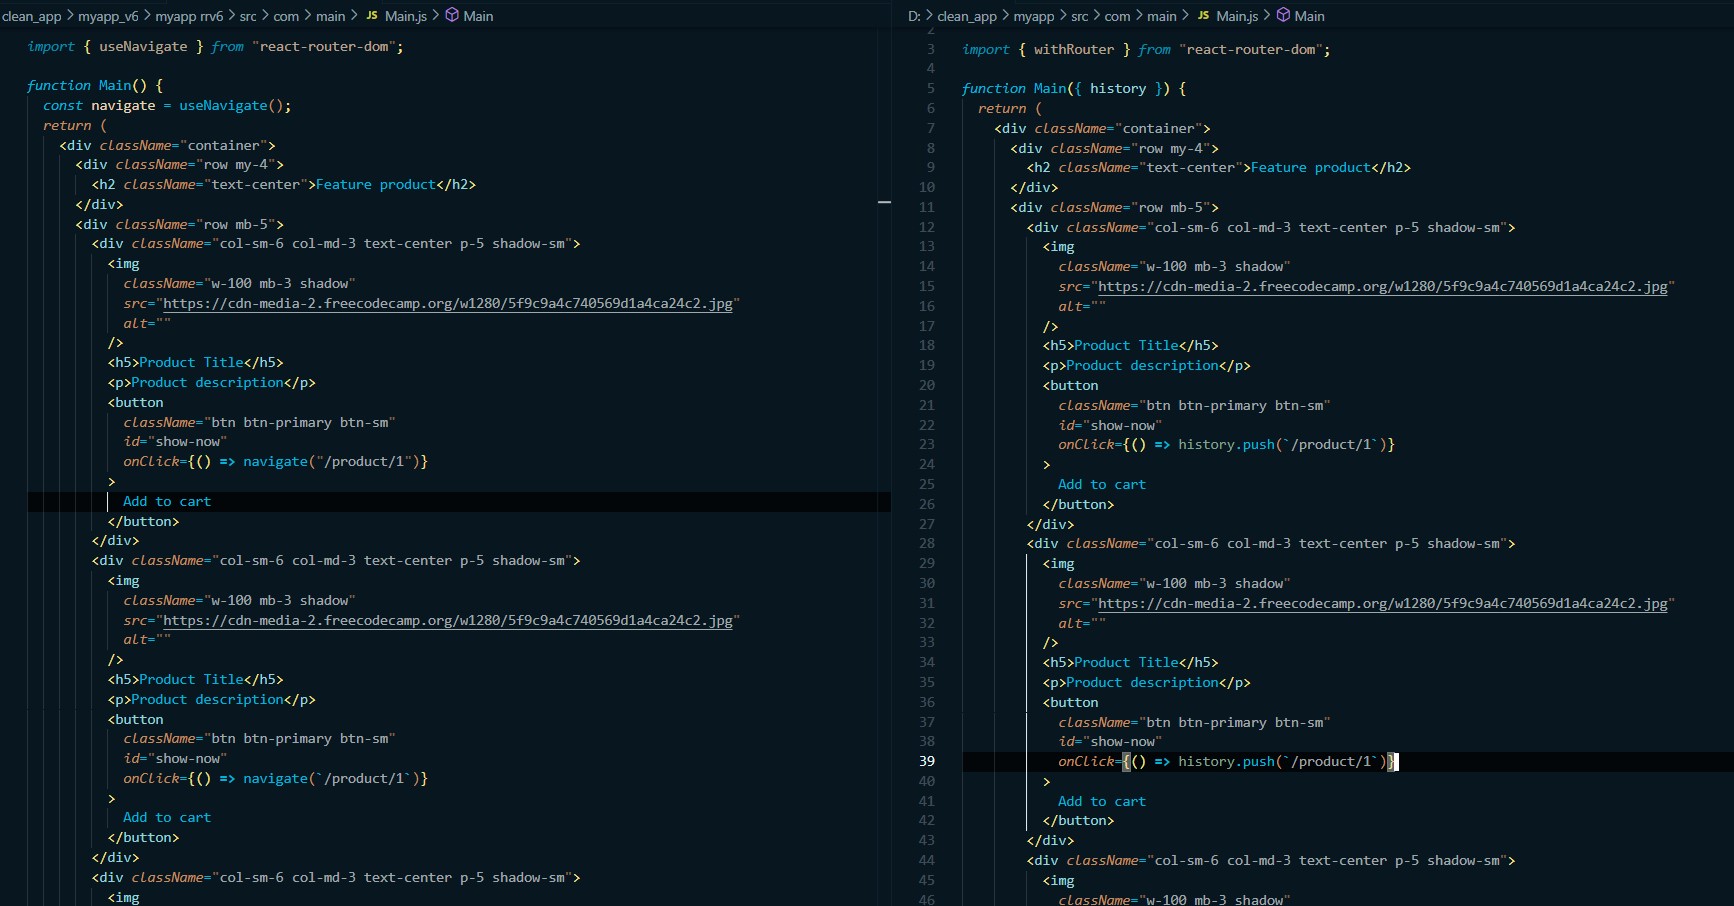 clean_app > myapp_v6 > myapp rrv6 > src > com > main > JS Main.js > Main
import { useNavigate } from "react-router-dom";
function Main() {
const navigate = useNavigate();
return (
<div className="container">
<div className="row my-4">
<h2 className="text-center">Feature product</h2>
</div>
<div className="row mb-5">
<div className="col-sm-6 col-md-3 text-center p-5 shadow-sm">
<img
className="w-100 mb-3 shadow"
src="https://cdn-media-2.freecodecamp.org/w1280/5f9c9a4c740569d1a4ca24c2.jpg"
alt=""
/>
<h5>Product Title</h5>
<p>Product description</p>
<button
className="btn btn-primary btn-sm"
id="show-now"
onClick={() => navigate("/product/1")}
>
Add to cart
</button>
</div>
<div className="col-sm-6 col-md-3 text-center p-5 shadow-sm">
<img
className="w-100 mb-3 shadow"
src="https://cdn-media-2.freecodecamp.org/w1280/5f9c9a4c740569d1a4ca24c2.jpg"
alt=""
/>
<h5>Product Title</h5>
<p>Product description</p>
<button
className="btn btn-primary btn-sm"
id="show-now"
onClick={() => navigate(`/product/1`)}
>
Add to cart
</button>
</div>
<div className="col-sm-6 col-md-3 text-center p-5 shadow-sm">
<img
D: > clean_app > myapp > src > com > main > JS Main.js > Main
2
3 import { withRouter } from "react-router-dom";
4
5 function Main({ history }) {
6 return (
7 <div className="container">
8 <div className="row my-4">
9 <h2 className="text-center">Feature product</h2>
10 </div>
11 <div className="row mb-5">
12 <div className="col-sm-6 col-md-3 text-center p-5 shadow-sm">
13 <img
14 className="w-100 mb-3 shadow"
15 src="https://cdn-media-2.freecodecamp.org/w1280/5f9c9a4c740569d1a4ca24c2.jpg"
16 alt=""
17 />
18 <h5>Product Title</h5>
19 <p>Product description</p>
20 <button
21 className="btn btn-primary btn-sm"
22 id="show-now"
23 onClick={() => history.push(`/product/1`)}
24 >
25 Add to cart
26 </button>
27 </div>
28 <div className="col-sm-6 col-md-3 text-center p-5 shadow-sm">
29 <img
30 className="w-100 mb-3 shadow"
31 src="https://cdn-media-2.freecodecamp.org/w1280/5f9c9a4c740569d1a4ca24c2.jpg"
32 alt=""
33 />
34 <h5>Product Title</h5>
35 <p>Product description</p>
36 <button
37 className="btn btn-primary btn-sm"
38 id="show-now"
39 onClick={() => history.push(`/product/1`)}
40 >
41 Add to cart
42 </button>
43 </div>
44 <div className="col-sm-6 col-md-3 text-center p-5 shadow-sm">
45 <img
46 className="w-100 mb-3 shadow"